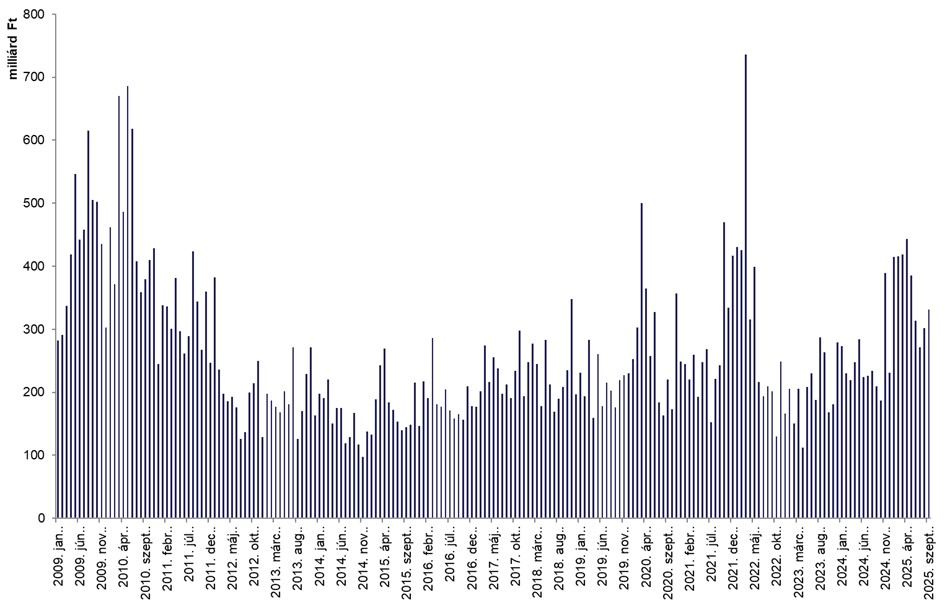 milliárd Ft
800
700
600
500
400
300
200
100
0
2009. jan..
2009. jún..
2009. nov..
2010. ápr..
2010. szept..
2011. febr..
2011. júl..
2011. dec..
2012. máj..
2012. okt..
2013. márc..
2013. aug..
2014. jan..
2014. jún..
2014. nov..
2015. ápr..
2015. szept..
2016. febr..
2016. júl..
2016. dec..
2017. máj..
2017. okt..
2018. márc..
2018. aug..
2019. jan..
2019. jún..
2019. nov..
2020. ápr..
2020. szept..
2021. febr..
2021. júl..
2021. dec..
2022. máj..
2022. okt..
2023. márc..
2023. aug..
2024. jan..
2024. jún..
2024. nov..
2025. ápr..
2025. szept..